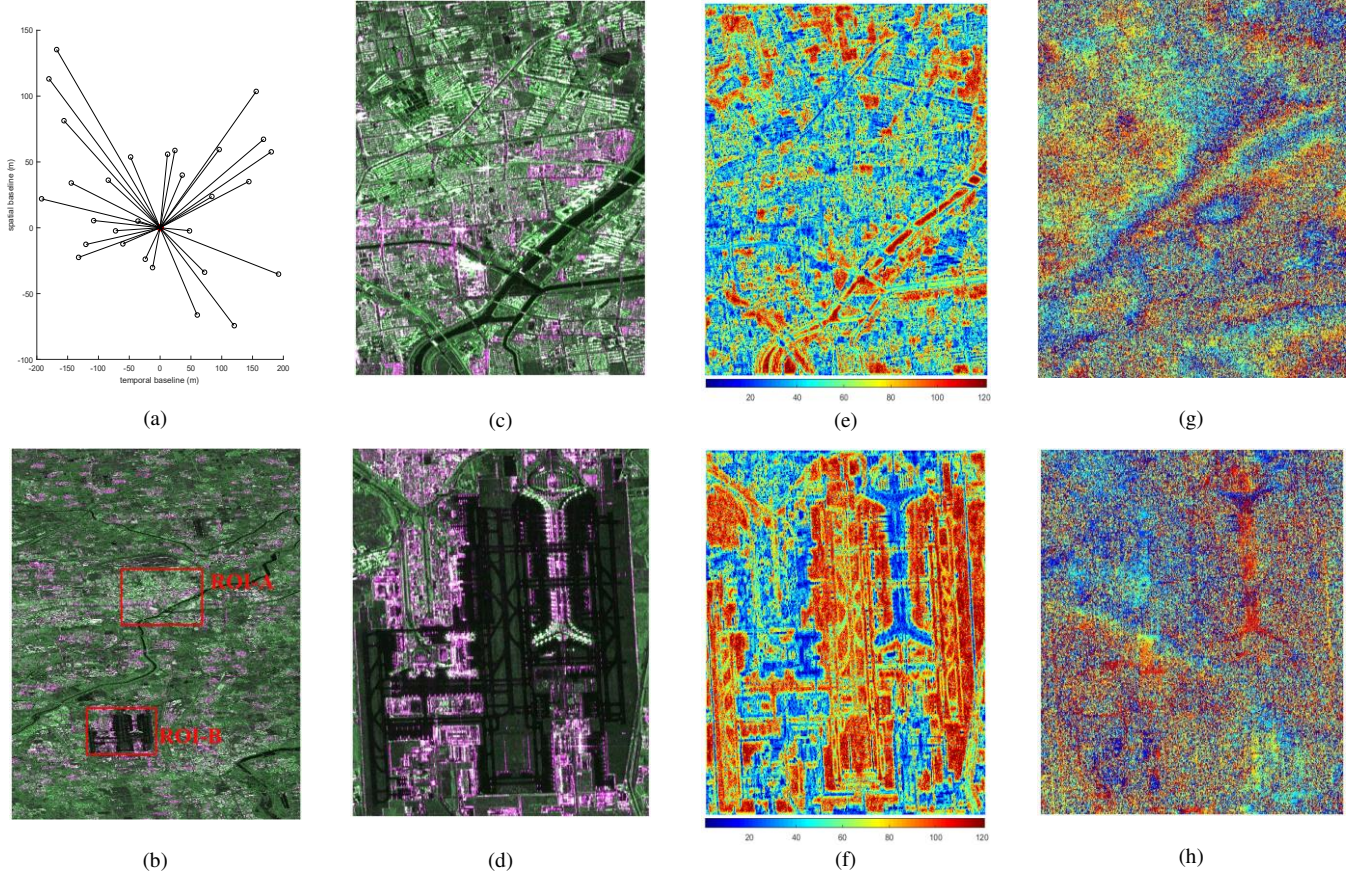 150
100
50
0
-50
-100
-200 -150 -100 -50 0 50 100 150 200
spatial baseline (m)
temporal baseline (m)
(a)
(c)
20 40 60 80 100 120
(e)
(g)
ROI-A
ROI-B
(b)
(d)
20 40 60 80 100 120
(f)
(h)